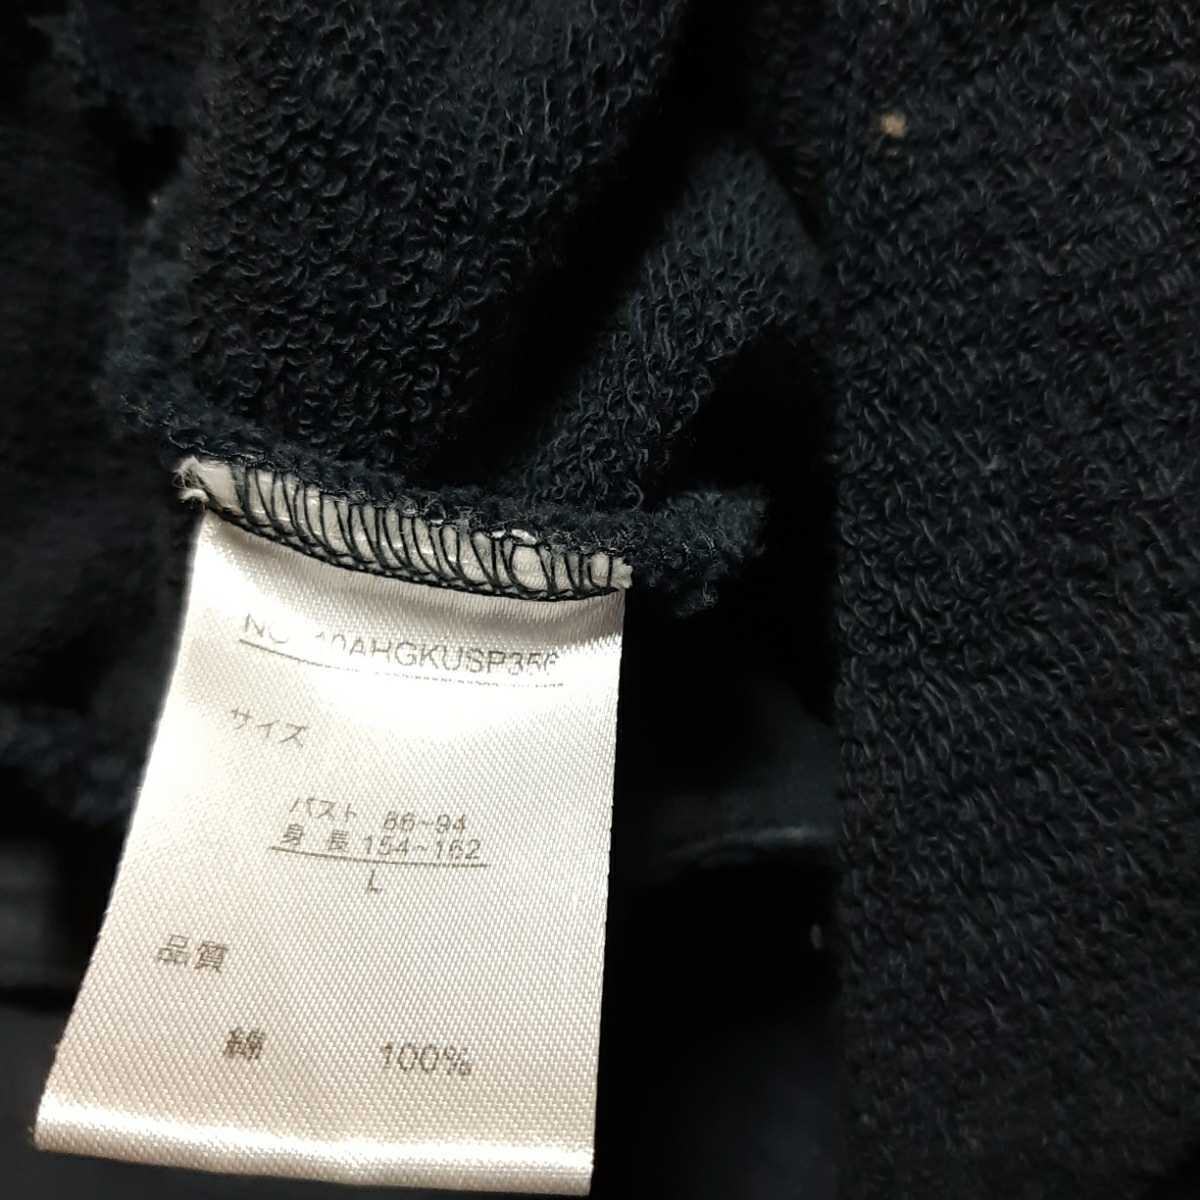 サイズ
バスト 86~94
身 長 154~162
L
品質
綿 100%